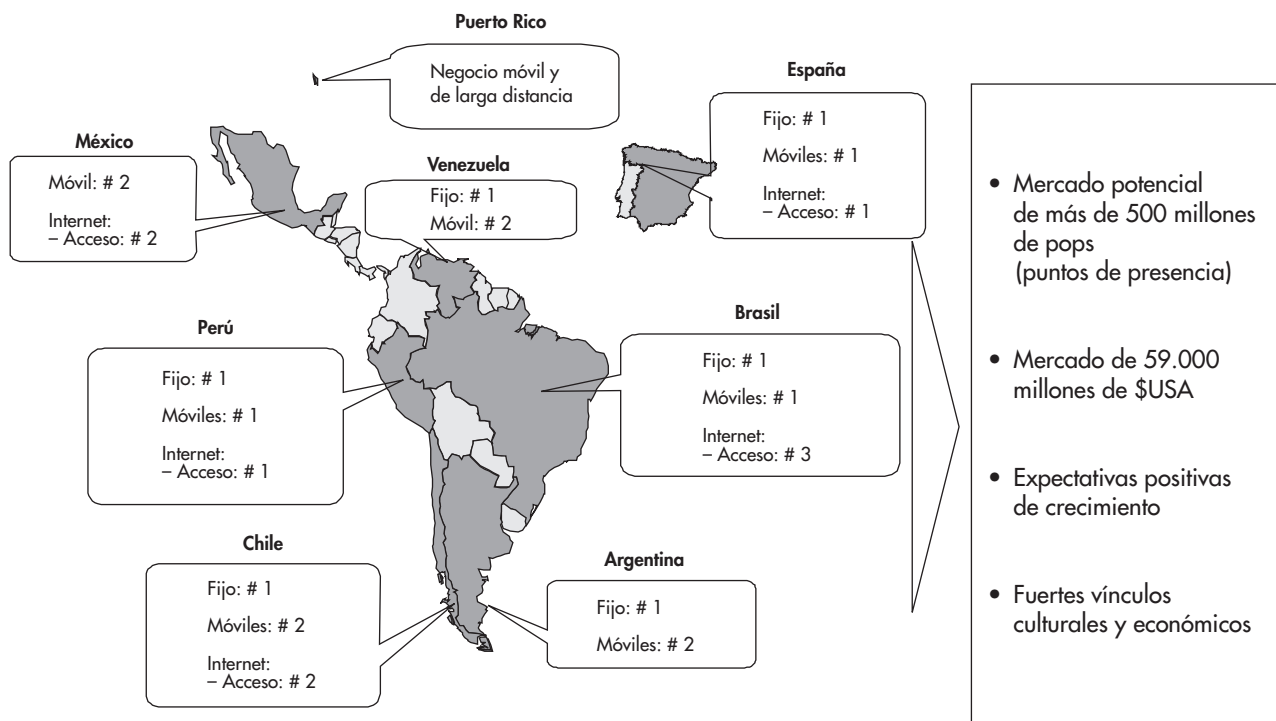 Puerto Rico
Negocio móvil y
de larga distancia
España
Fijo: # 1
Móviles: # 1
Internet:
– Acceso: # 1
México
Móvil: # 2
Internet:
– Acceso: # 2
Venezuela
Fijo: # 1
Móvil: # 2
Perú
Fijo: # 1
Móviles: # 1
Internet:
– Acceso: # 1
Brasil
Fijo: # 1
Móviles: # 1
Internet:
– Acceso: # 3
Chile
Fijo: # 1
Móviles: # 2
Internet:
– Acceso: # 2
Argentina
Fijo: # 1
Móviles: # 2
• Mercado potencial
de más de 500 millones
de pops
(puntos de presencia)
• Mercado de 59.000
millones de $USA
• Expectativas positivas
de crecimiento
• Fuertes vínculos
culturales y económicos